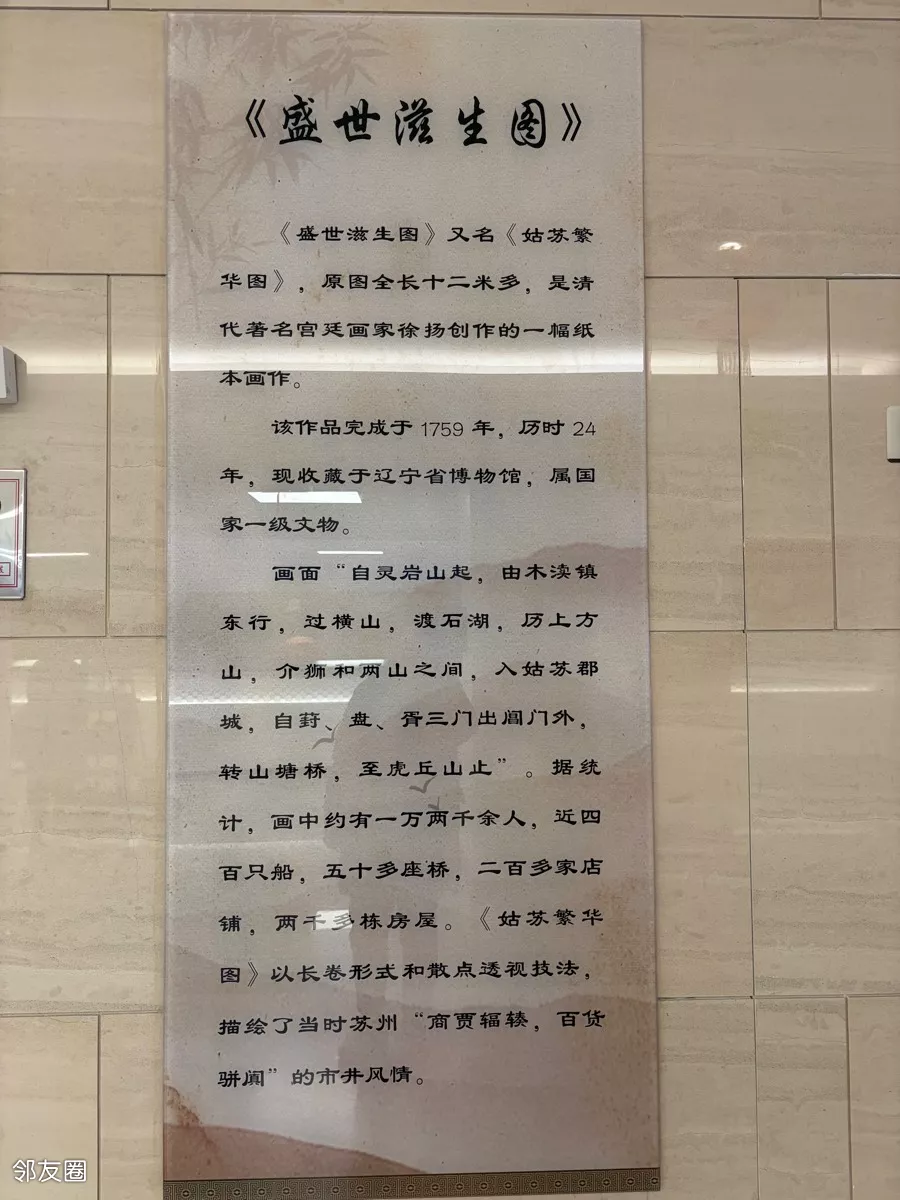 《盛世滋生图》
《盛世滋生图》又名《姑苏繁
华图》，原图全长十二米多，是清
代著名宫廷画家徐扬创作的一幅纸
本画作。
该作品完成于 1759 年，历时 24
年，现收藏于辽宁省博物馆，属国
家一级文物。
画面“自灵岩山起，由木渎镇
东行，过横山，渡石湖，历上方
山，介狮和两山之间，入姑苏郡
城，自葑、盘、胥三门出阊门外，
转山塘桥，至虎丘山止”。据统
计，画中约有一万两千余人，近四
百只船，五十多座桥，二百多家店
铺，两千多栋房屋。《姑苏繁华
图》以长卷形式和散点透视技法，
描绘了当时苏州“商贾辐辏，百货
骈阗”的市井风情。
邻友圈